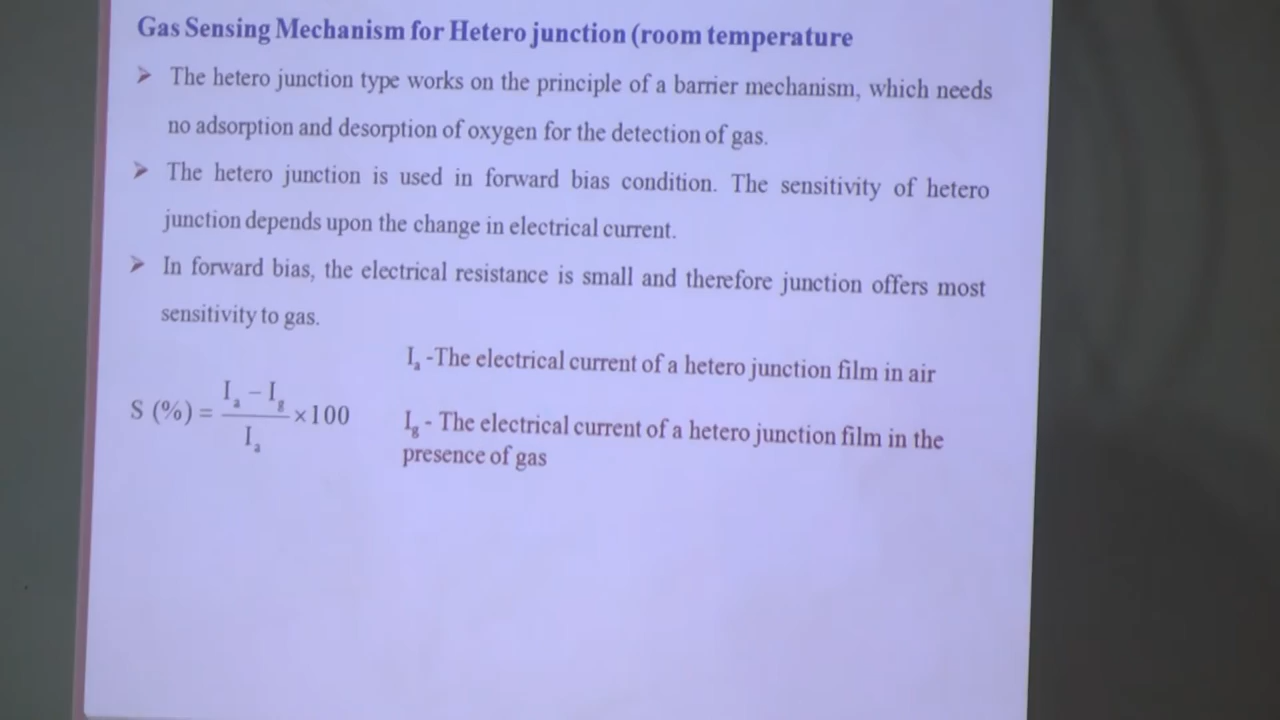 Gas Sensing Mechanism for Hetero junction (room temperature
➢ The hetero junction type works on the principle of a barrier mechanism, which needs
no adsorption and desorption of oxygen for the detection of gas.
➢ The hetero junction is used in forward bias condition. The sensitivity of hetero
junction depends upon the change in electrical current.
➢ In forward bias, the electrical resistance is small and therefore junction offers most
sensitivity to gas.
Iₐ -The electrical current of a hetero junction film in air
S (%) = (Iₐ − I_g)/Iₐ ×100
I_g - The electrical current of a hetero junction film in the
presence of gas